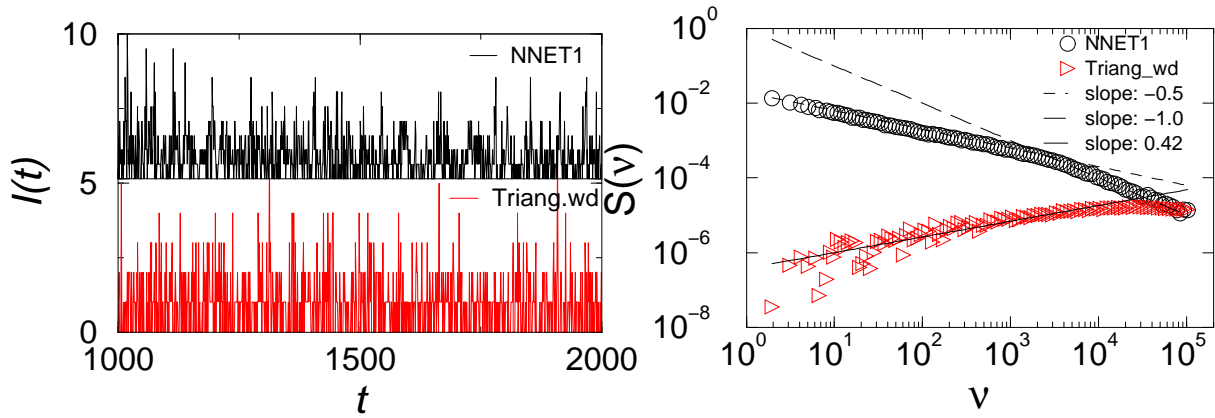 10
5
0
1000
1500
2000
I(t)
t
NNET1
Triang.wd
10^0
10^-2
10^-4
10^-6
10^-8
10^0
10^1
10^2
10^3
10^4
10^5
S(ν)
ν
NNET1
Triang_wd
slope: −0.5
slope: −1.0
slope: 0.42